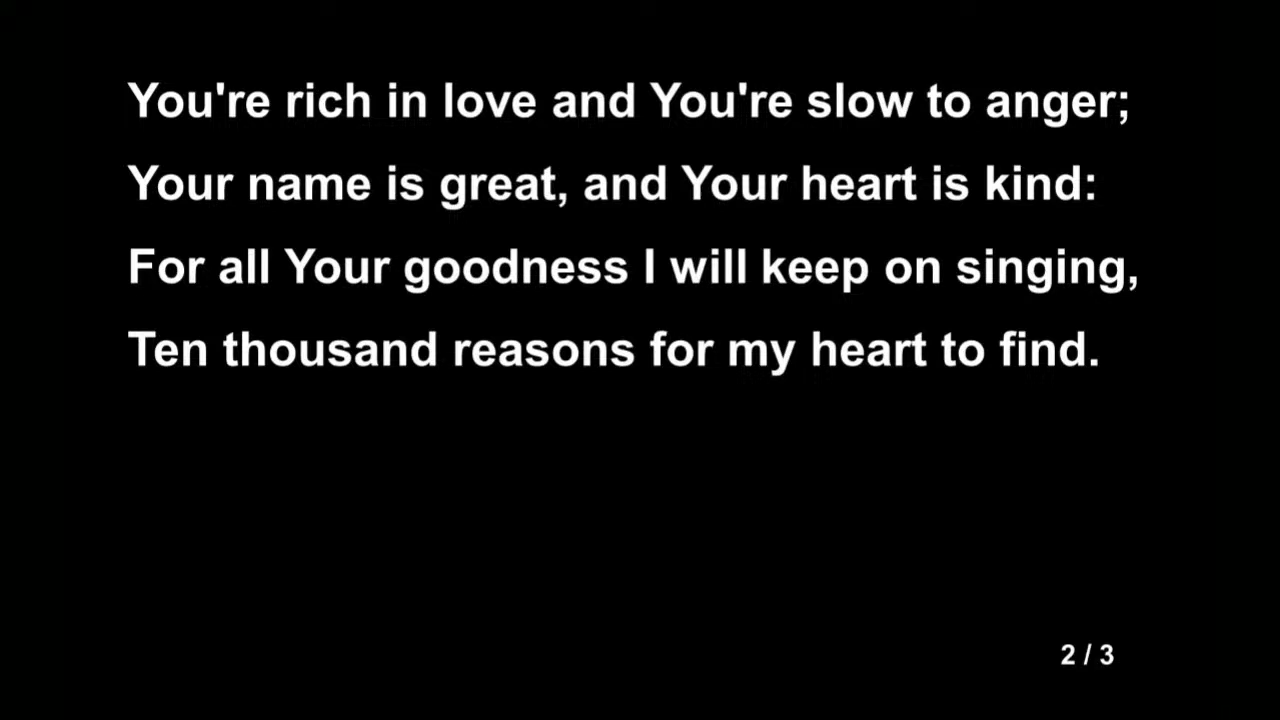 You're rich in love and You're slow to anger;
Your name is great, and Your heart is kind:
For all Your goodness I will keep on singing,
Ten thousand reasons for my heart to find.
2 / 3